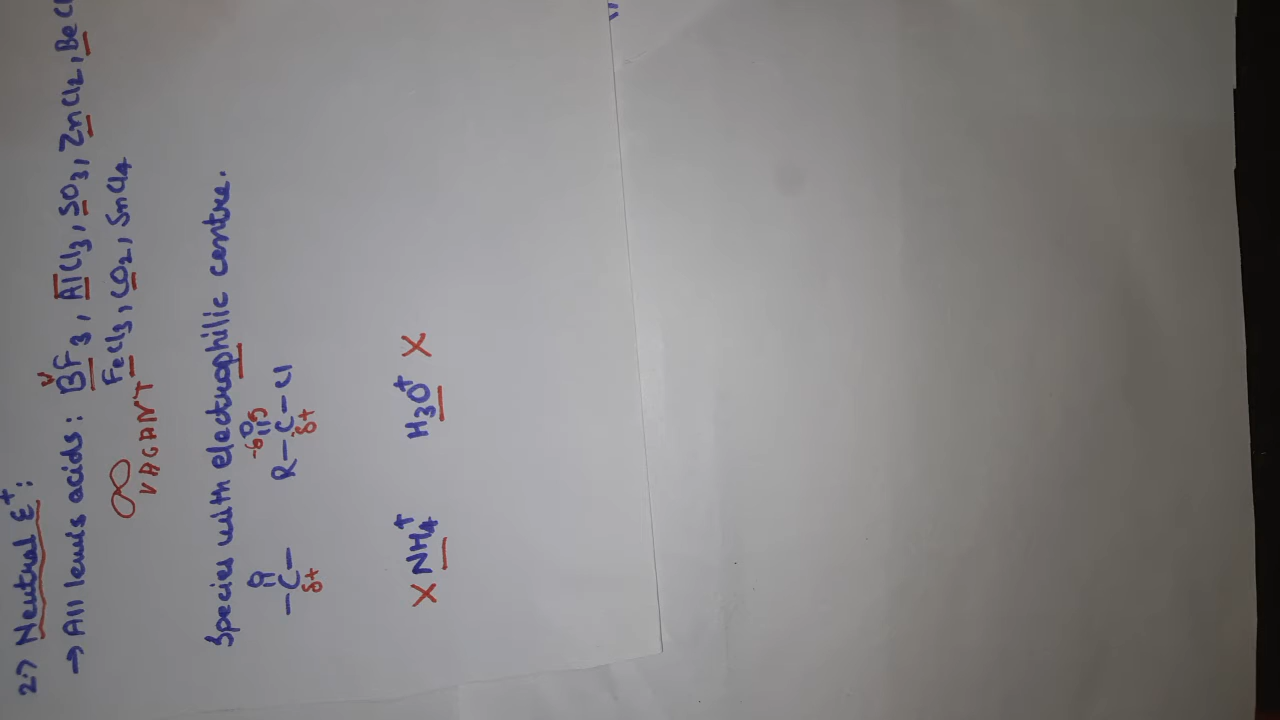 2.> Neutral E⁺:
→ All lewis acids: BF₃, AlCl₃, SO₃, ZnCl₂, BeCl
FeCl₃, CO₂, SnCl₄
VACANT
Species with electrophilic centre.
O O δ-
–C– R–C–Cl
δ+ δ+
X NH₄⁺ H₃O⁺ X